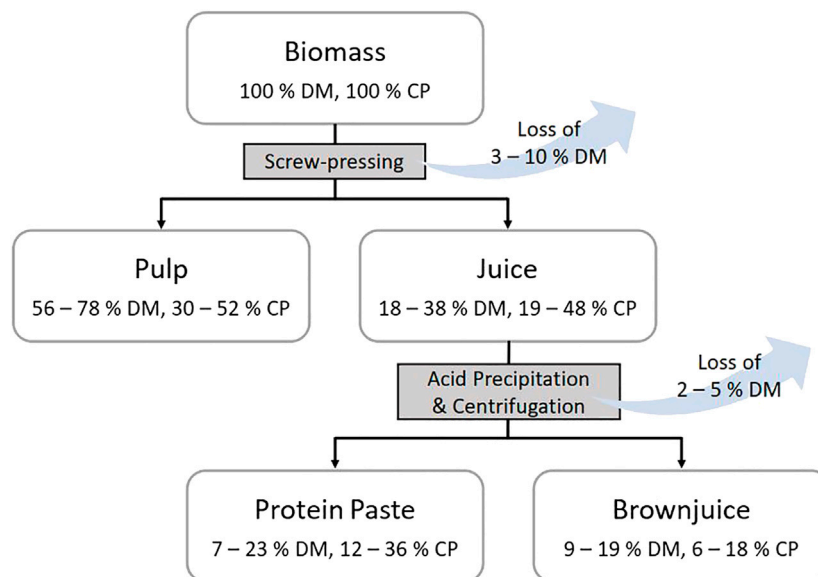 Biomass
100 % DM, 100 % CP
Screw-pressing
Loss of
3 – 10 % DM
Pulp
56 – 78 % DM, 30 – 52 % CP
Juice
18 – 38 % DM, 19 – 48 % CP
Acid Precipitation
& Centrifugation
Loss of
2 – 5 % DM
Protein Paste
7 – 23 % DM, 12 – 36 % CP
Brownjuice
9 – 19 % DM, 6 – 18 % CP